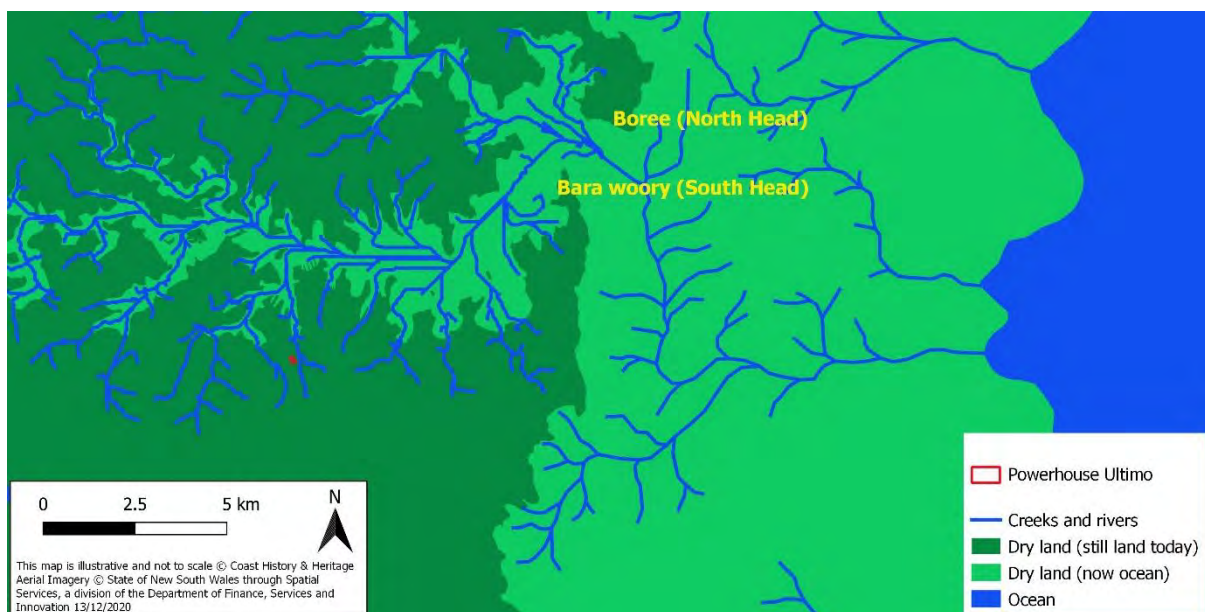 Boree (North Head)
Bara woory (South Head)
0 2.5 5 km
N
This map is illustrative and not to scale © Coast History & Heritage
Aerial Imagery © State of New South Wales through Spatial
Services, a division of the Department of Finance, Services and
Innovation 13/12/2020
Powerhouse Ultimo
Creeks and rivers
Dry land (still land today)
Dry land (now ocean)
Ocean